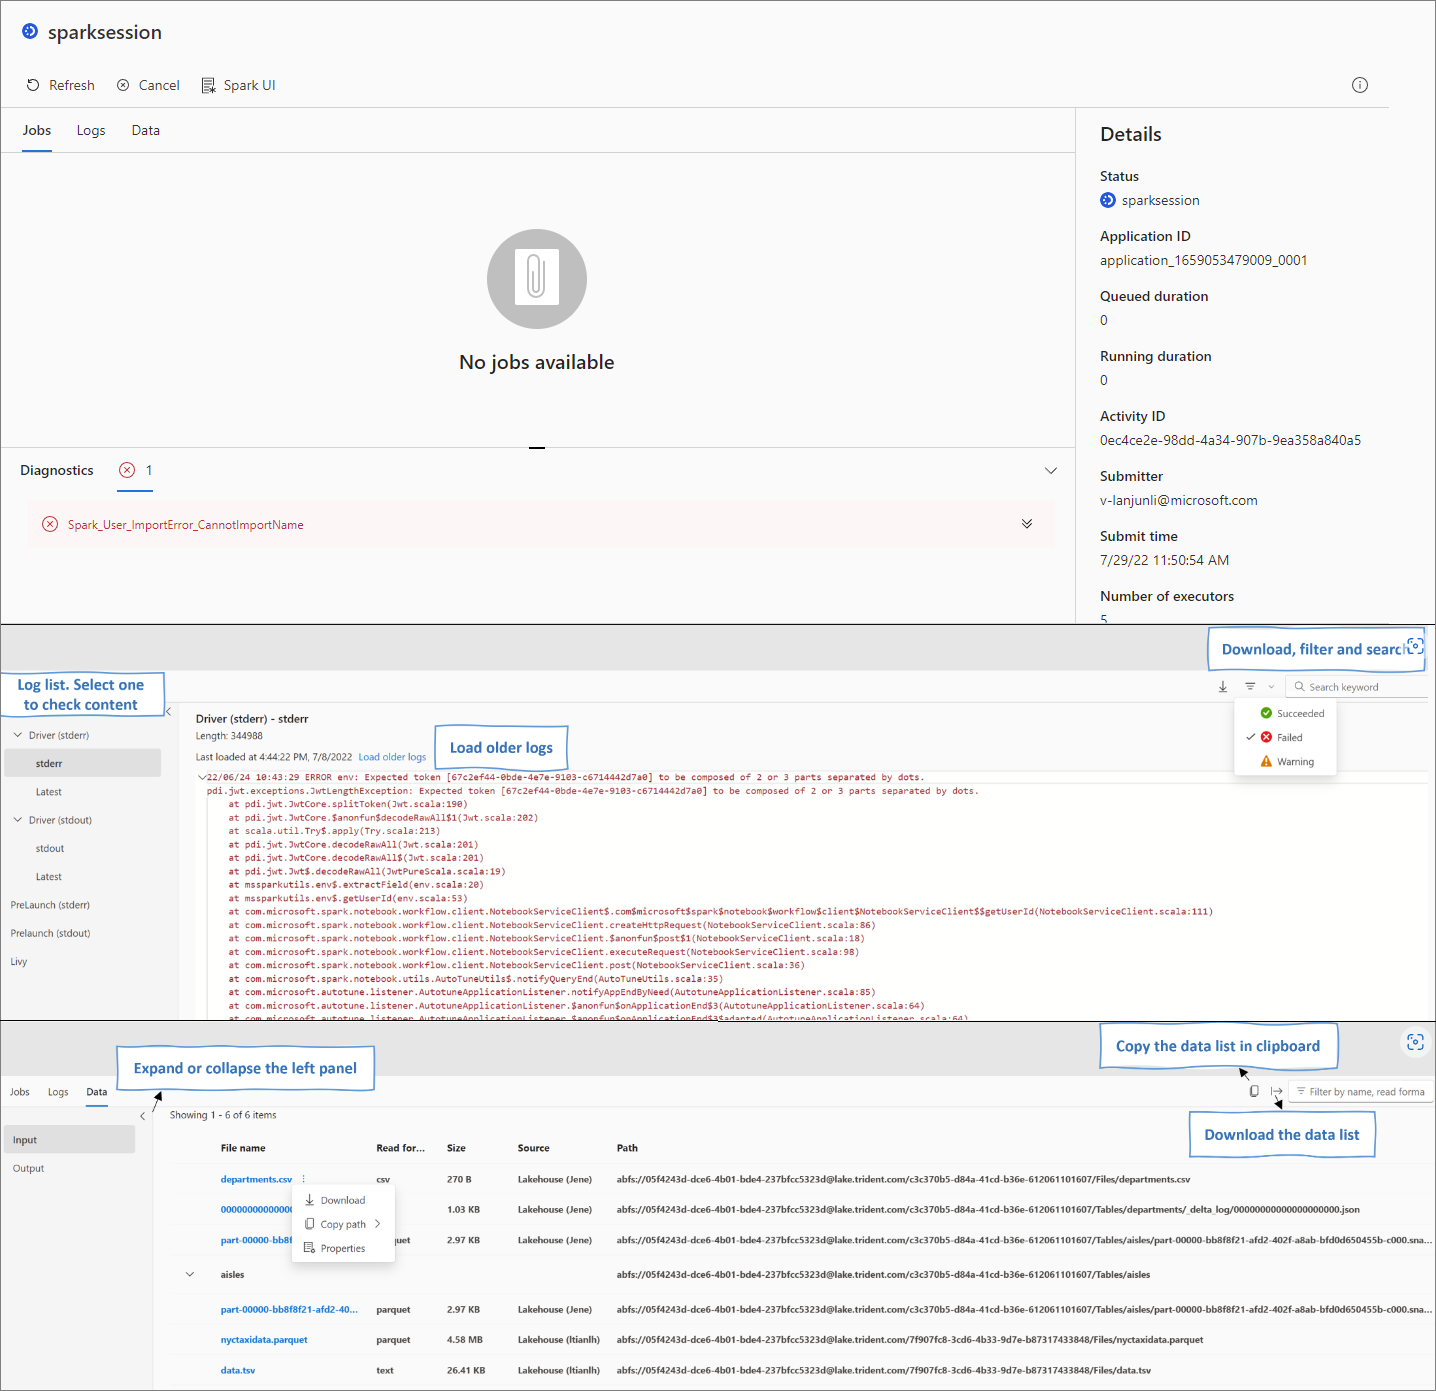 sparksession
Refresh Cancel Spark UI
Jobs Logs Data
No jobs available
Diagnostics 1
Spark_User_ImportError_CannotImportName
Details
Status
sparksession
Application ID
application_1659053479009_0001
Queued duration
0
Running duration
0
Activity ID
0ec4ce2e-98dd-4a34-907b-9ea358a840a5
Submitter
v-lanjunli@microsoft.com
Submit time
7/29/22 11:50:54 AM
Number of executors
5
Download, filter and search
Log list. Select one
to check content
Search keyword
Succeeded
Failed
Warning
Driver (stderr)
stderr
Latest
Driver (stdout)
stdout
Latest
PreLaunch (stderr)
Prelaunch (stdout)
Livy
Driver (stderr) - stderr
Length: 344988
Last loaded at 4:44:22 PM, 7/8/2022 Load older logs
Load older logs
22/06/24 10:43:29 ERROR env: Expected token [67c2ef44-0bde-4e7e-9103-c6714442d7a0] to be composed of 2 or 3 parts separated by dots.
pdi.jwt.exceptions.JwtLengthException: Expected token [67c2ef44-0bde-4e7e-9103-c6714442d7a0] to be composed of 2 or 3 parts separated by dots.
at pdi.jwt.JwtCore.splitToken(Jwt.scala:190)
at pdi.jwt.JwtCore.$anonfun$decodeRawAll$1(Jwt.scala:202)
at scala.util.Try$.apply(Try.scala:213)
at pdi.jwt.JwtCore.decodeRawAll(Jwt.scala:201)
at pdi.jwt.JwtCore.decodeRawAll$(Jwt.scala:201)
at pdi.jwt.Jwt$.decodeRawAll(JwtPureScala.scala:19)
at mssparkutils.env$.extractField(env.scala:20)
at mssparkutils.env$.getUserId(env.scala:53)
at com.microsoft.spark.notebook.workflow.client.NotebookServiceClient$.com$microsoft$spark$notebook$workflow$client$NotebookServiceClient$$getUserId(NotebookServiceClient.scala:111)
at com.microsoft.spark.notebook.workflow.client.NotebookServiceClient.createHttpRequest(NotebookServiceClient.scala:86)
at com.microsoft.spark.notebook.workflow.client.NotebookServiceClient.$anonfun$post$1(NotebookServiceClient.scala:18)
at com.microsoft.spark.notebook.workflow.client.NotebookServiceClient.executeRequest(NotebookServiceClient.scala:98)
at com.microsoft.spark.notebook.workflow.client.NotebookServiceClient.post(NotebookServiceClient.scala:36)
at com.microsoft.spark.notebook.utils.AutoTuneUtils$.notifyQueryEnd(AutoTuneUtils.scala:35)
at com.microsoft.autotune.listener.AutotuneApplicationListener.notifyAppEndByNeed(AutotuneApplicationListener.scala:85)
at com.microsoft.autotune.listener.AutotuneApplicationListener.$anonfun$onApplicationEnd$3(AutotuneApplicationListener.scala:64)
at com.microsoft.autotune.listener.AutotuneApplicationListener.$anonfun$onApplicationEnd$3$adapted(AutotuneApplicationListener.scala:64)
Expand or collapse the left panel
Copy the data list in clipboard
Jobs Logs Data
Filter by name, read forma
Download the data list
Input
Output
Showing 1 - 6 of 6 items
File name Read for... Size Source Path
departments.csv csv 270 B Lakehouse (Jene) abfs://05f4243d-dce6-4b01-bde4-237bfcc5323d@lake.trident.com/c3c370b5-d84a-41cd-b36e-612061101607/Files/departments.csv
Download
Copy path
Properties
00000000000000 1.03 KB Lakehouse (Jene) abfs://05f4243d-dce6-4b01-bde4-237bfcc5323d@lake.trident.com/c3c370b5-d84a-41cd-b36e-612061101607/Tables/departments/_delta_log/00000000000000000000.json
part-00000-bb8f quet 2.97 KB Lakehouse (Jene) abfs://05f4243d-dce6-4b01-bde4-237bfcc5323d@lake.trident.com/c3c370b5-d84a-41cd-b36e-612061101607/Tables/aisles/part-00000-bb8f8f21-afd2-402f-a8ab-bfd0d650455b-c000.sna...
aisles abfs://05f4243d-dce6-4b01-bde4-237bfcc5323d@lake.trident.com/c3c370b5-d84a-41cd-b36e-612061101607/Tables/aisles
part-00000-bb8f8f21-afd2-40... parquet 2.97 KB Lakehouse (Jene) abfs://05f4243d-dce6-4b01-bde4-237bfcc5323d@lake.trident.com/c3c370b5-d84a-41cd-b36e-612061101607/Tables/aisles/part-00000-bb8f8f21-afd2-402f-a8ab-bfd0d650455b-c000.sna...
nyctaxidata.parquet parquet 4.58 MB Lakehouse (ltianlh) abfs://05f4243d-dce6-4b01-bde4-237bfcc5323d@lake.trident.com/7f907fc8-3cd6-4b33-9d7e-b87317433848/Files/nyctaxidata.parquet
data.tsv text 26.41 KB Lakehouse (ltianlh) abfs://05f4243d-dce6-4b01-bde4-237bfcc5323d@lake.trident.com/7f907fc8-3cd6-4b33-9d7e-b87317433848/Files/data.tsv